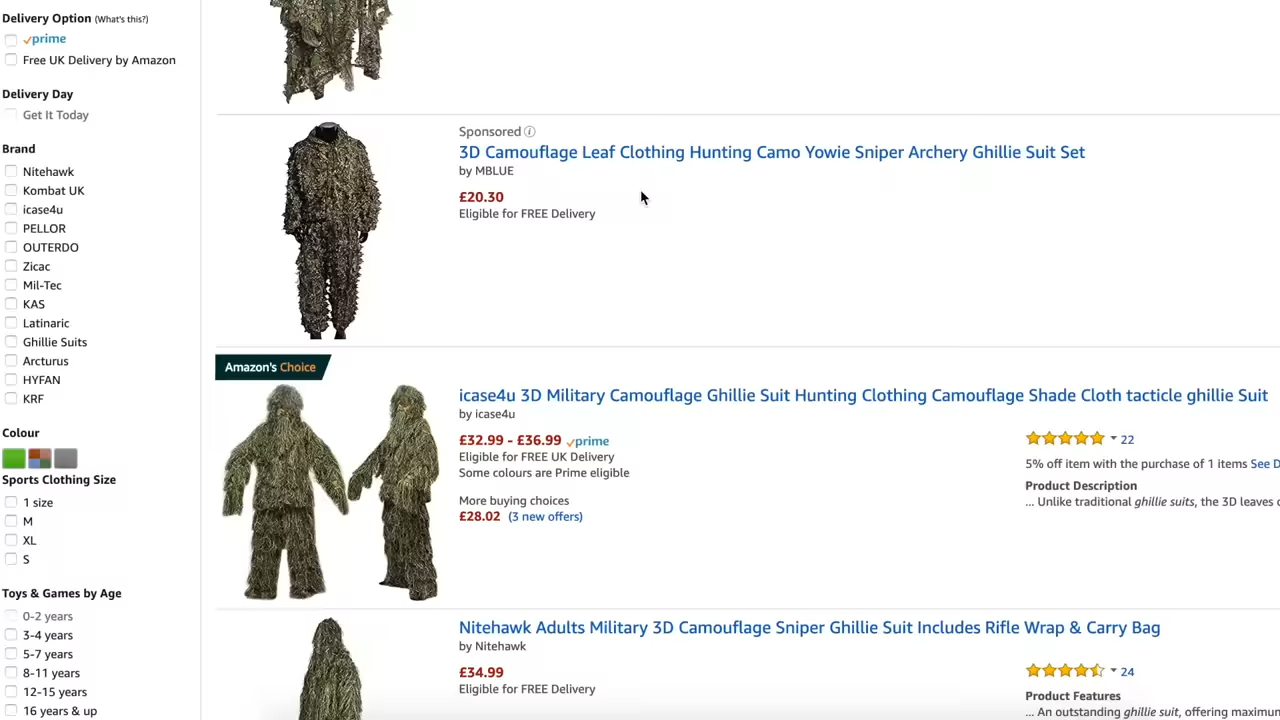 Delivery Option (What's this?)
prime
Free UK Delivery by Amazon
Delivery Day
Get It Today
Brand
Nitehawk
Kombat UK
icase4u
PELLOR
OUTERDO
Zicac
Mil-Tec
KAS
Latinaric
Ghillie Suits
Arcturus
HYFAN
KRF
Colour
Sports Clothing Size
1 size
M
XL
S
Toys & Games by Age
0-2 years
3-4 years
5-7 years
8-11 years
12-15 years
16 years & up
Sponsored
3D Camouflage Leaf Clothing Hunting Camo Yowie Sniper Archery Ghillie Suit Set
by MBLUE
£20.30
Eligible for FREE Delivery
Amazon's Choice
icase4u 3D Military Camouflage Ghillie Suit Hunting Clothing Camouflage Shade Cloth tacticle ghillie Suit
by icase4u
£32.99 - £36.99 prime
Eligible for FREE UK Delivery
Some colours are Prime eligible
More buying choices
£28.02 (3 new offers)
22
5% off item with the purchase of 1 items See D
Product Description
... Unlike traditional ghillie suits, the 3D leaves
Nitehawk Adults Military 3D Camouflage Sniper Ghillie Suit Includes Rifle Wrap & Carry Bag
by Nitehawk
£34.99
Eligible for FREE Delivery
24
Product Features
... An outstanding ghillie suit, offering maximum